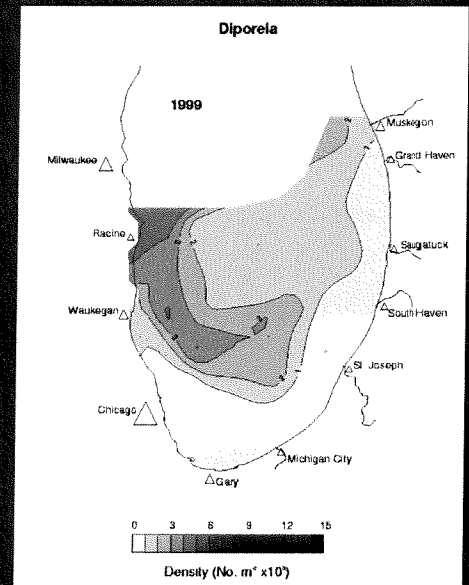 Diporeia
1999
Muskegon
Milwaukee
Grand Haven
Racine
Saugatuck
Waukegan
South Haven
St. Joseph
Chicago
Michigan City
Gary
0 3 6 9 12 15
Density (No. m² x10³)